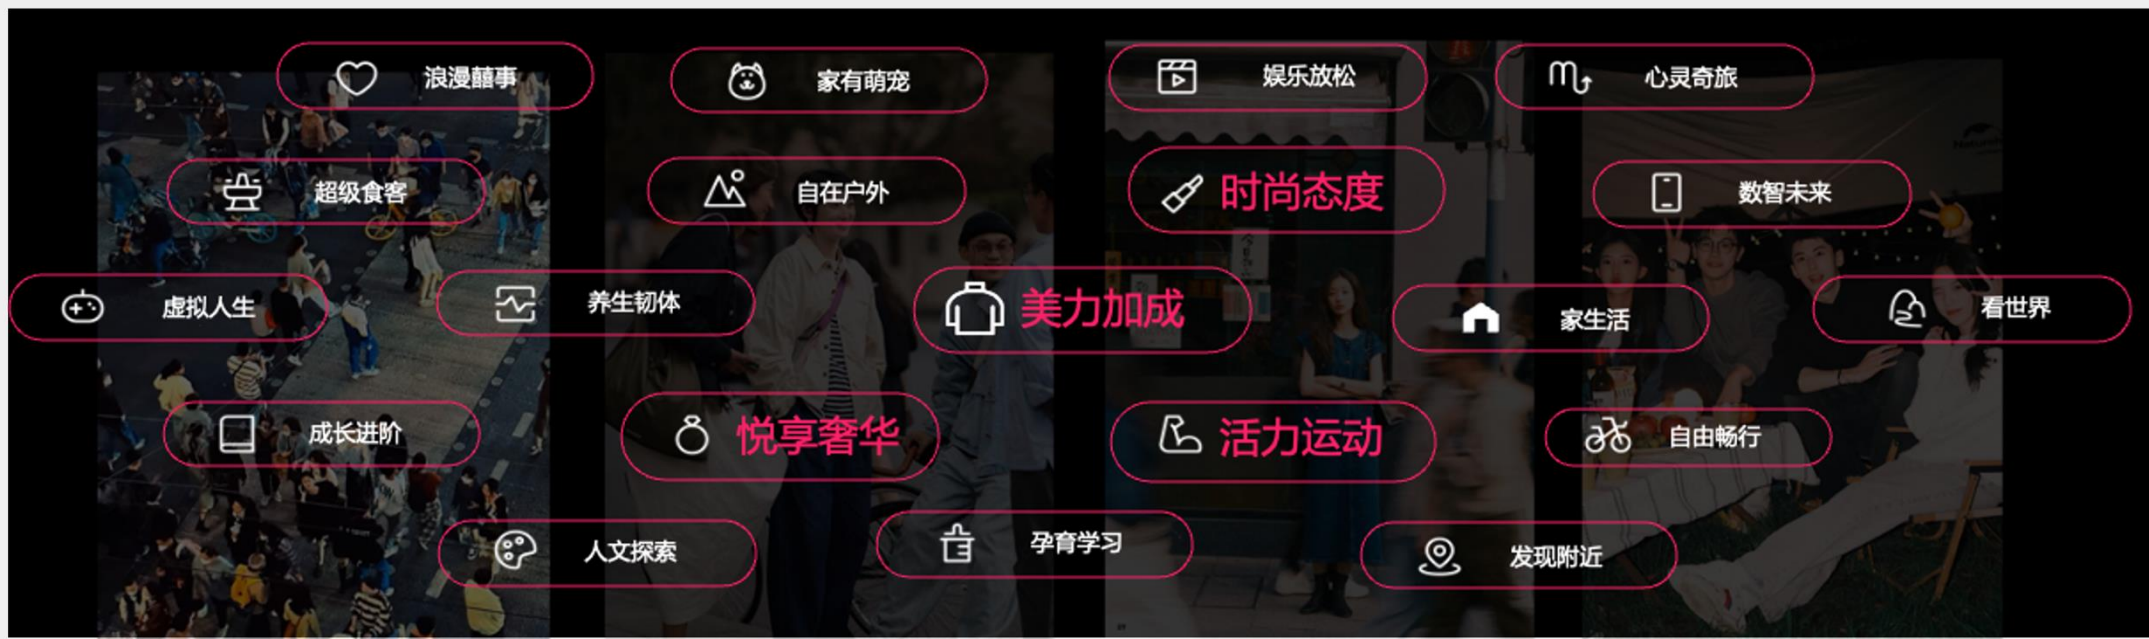 浪漫囍事
家有萌宠
娱乐放松
心灵奇旅
超级食客
自在户外
时尚态度
数智未来
虚拟人生
养生韧体
美力加成
家生活
看世界
成长进阶
悦享奢华
活力运动
自由畅行
人文探索
孕育学习
发现附近